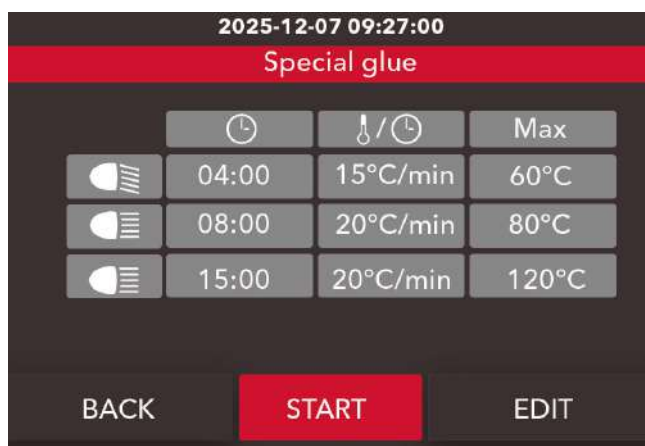 2025-12-07 09:27:00
Special glue
/ Max
04:00 15°C/min 60°C
08:00 20°C/min 80°C
15:00 20°C/min 120°C
BACK START EDIT